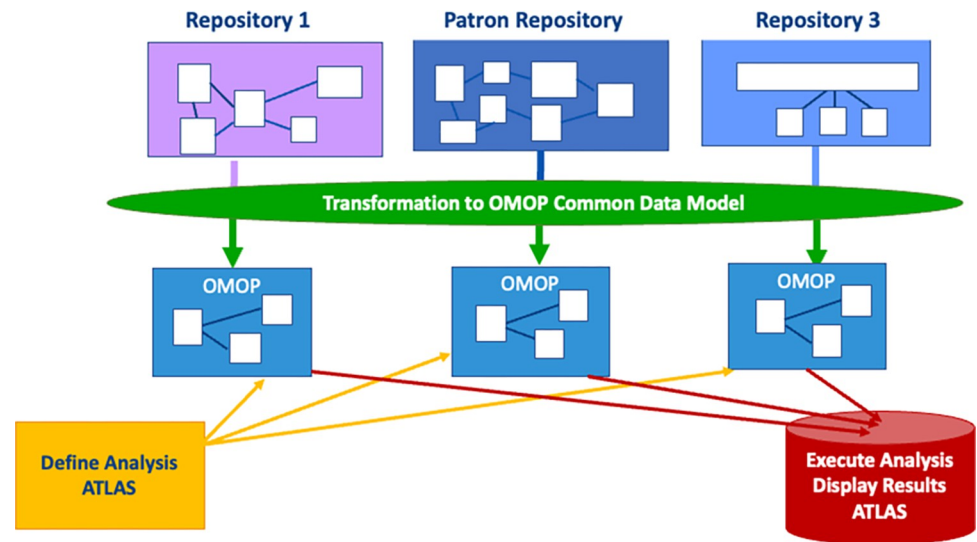 Repository 1
Patron Repository
Repository 3
Transformation to OMOP Common Data Model
OMOP
OMOP
OMOP
Define Analysis
ATLAS
Execute Analysis
Display Results
ATLAS